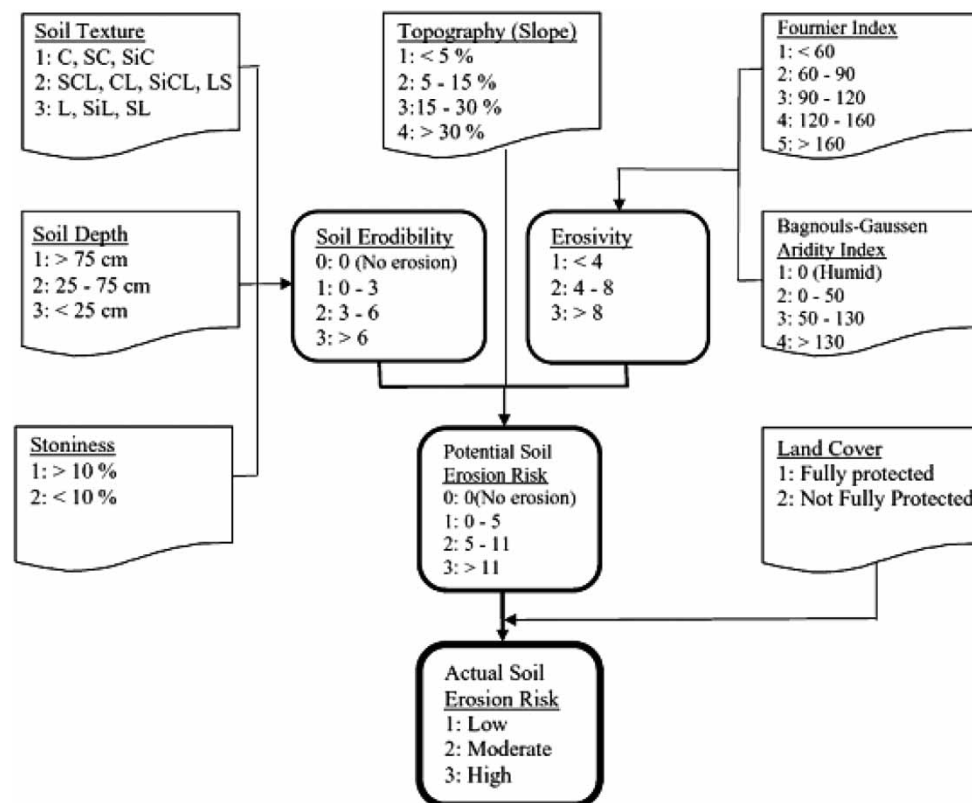 Soil Texture
1: C, SC, SiC
2: SCL, CL, SiCL, LS
3: L, SiL, SL
Topography (Slope)
1: < 5 %
2: 5 - 15 %
3:15 - 30 %
4: > 30 %
Fournier Index
1: < 60
2: 60 - 90
3: 90 - 120
4: 120 - 160
5: > 160
Soil Depth
1: > 75 cm
2: 25 - 75 cm
3: < 25 cm
Soil Erodibility
0: 0 (No erosion)
1: 0 - 3
2: 3 - 6
3: > 6
Erosivity
1: < 4
2: 4 - 8
3: > 8
Bagnouls-Gaussen
Aridity Index
1: 0 (Humid)
2: 0 - 50
3: 50 - 130
4: > 130
Stoniness
1: > 10 %
2: < 10 %
Potential Soil
Erosion Risk
0: 0(No erosion)
1: 0 - 5
2: 5 - 11
3: > 11
Land Cover
1: Fully protected
2: Not Fully Protected
Actual Soil
Erosion Risk
1: Low
2: Moderate
3: High